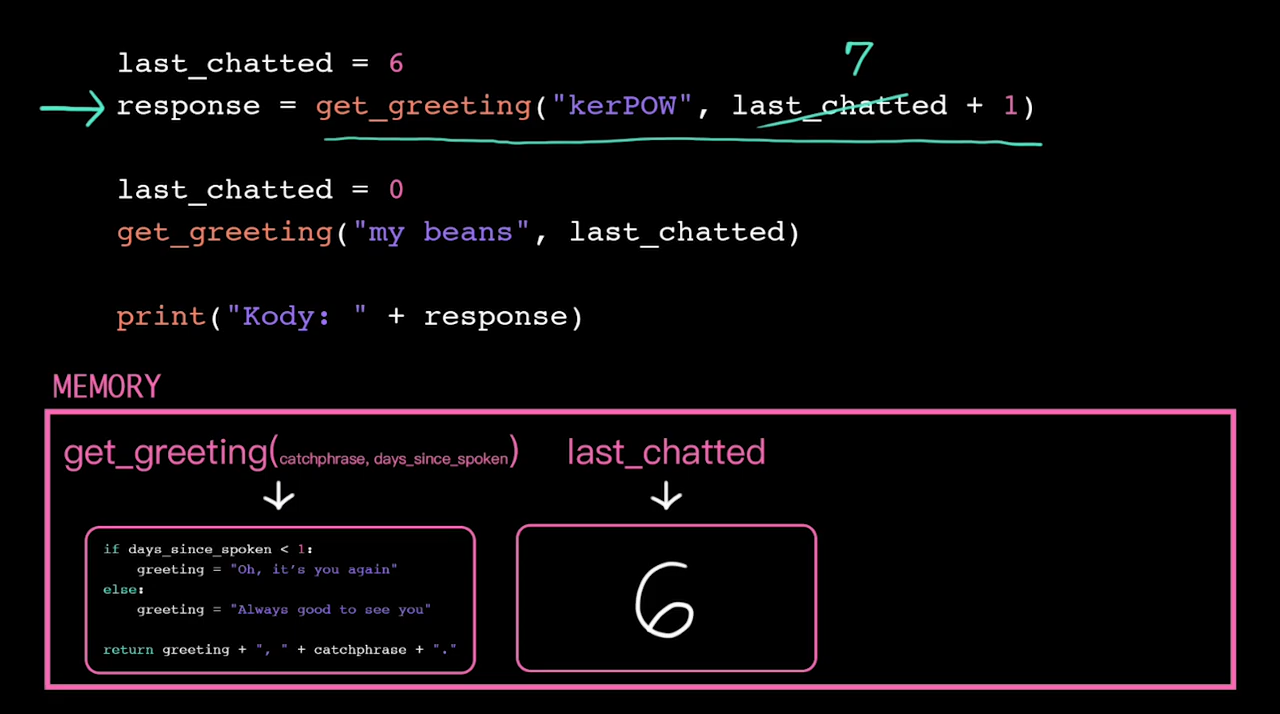 last_chatted = 6
7
response = get_greeting("kerPOW", last_chatted + 1)
last_chatted = 0
get_greeting("my beans", last_chatted)
print("Kody: " + response)
MEMORY
get_greeting(catchphrase, days_since_spoken)
last_chatted
if days_since_spoken < 1:
greeting = "Oh, it's you again"
else:
greeting = "Always good to see you"
return greeting + ", " + catchphrase + "."
6